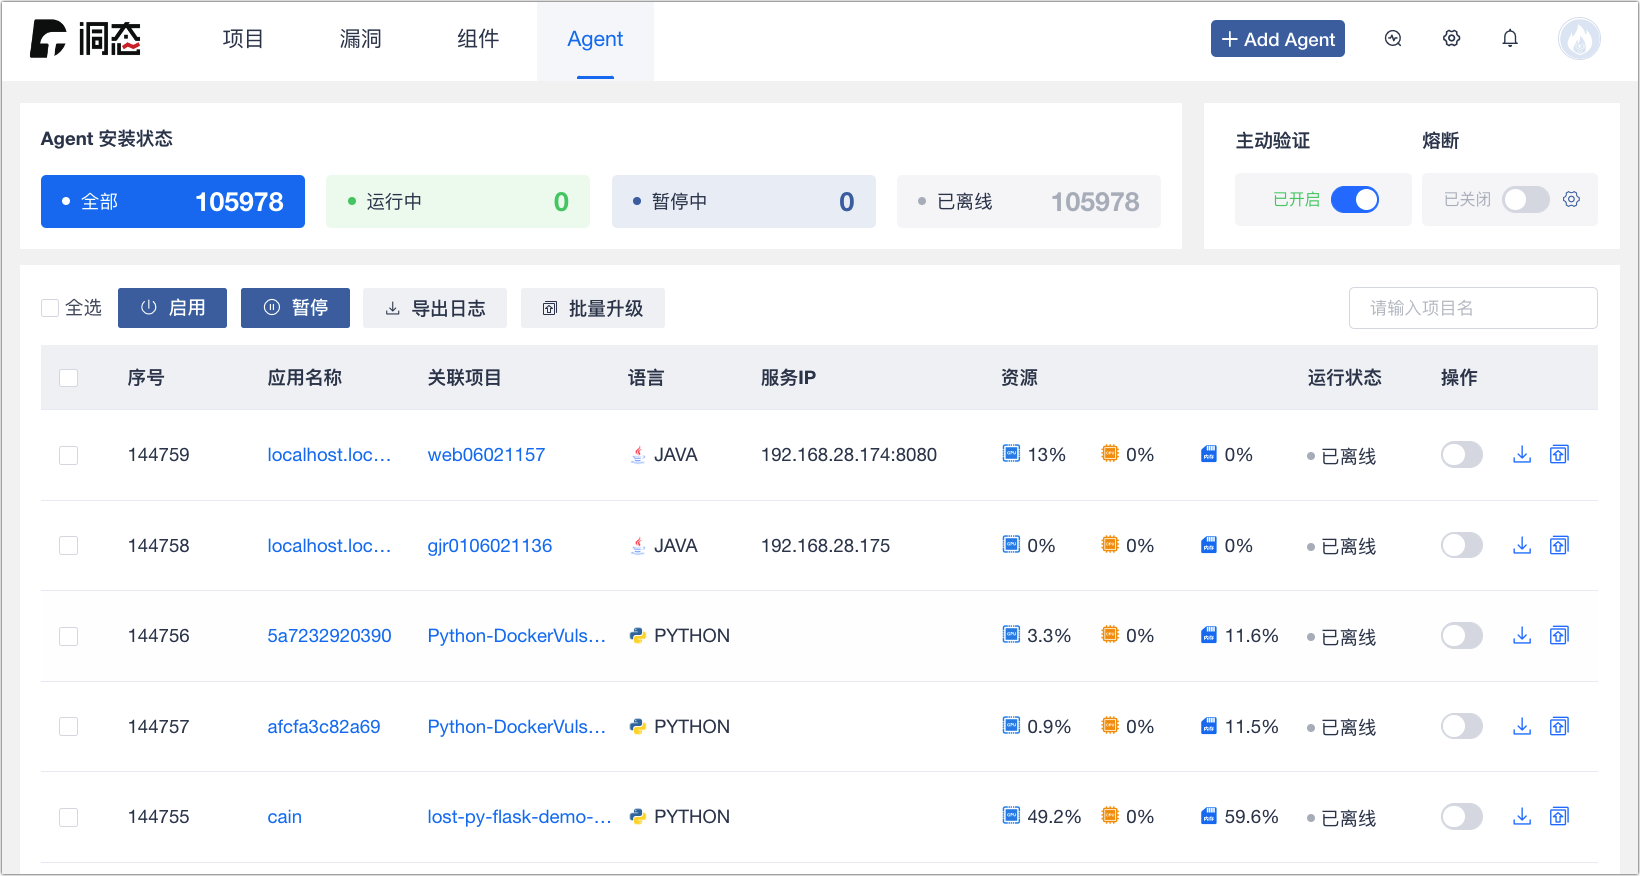 洞态 项目 漏洞 组件 Agent + Add Agent
Agent 安装状态
全部 105978 运行中 0 暂停中 0 已离线 105978
主动验证 熔断
已开启 已关闭
全选 启用 暂停 导出日志 批量升级 请输入项目名
序号 应用名称 关联项目 语言 服务IP 资源 运行状态 操作
144759 localhost.loc... web06021157 JAVA 192.168.28.174:8080 13% 0% 0% 已离线
144758 localhost.loc... gjr0106021136 JAVA 192.168.28.175 0% 0% 0% 已离线
144756 5a7232920390 Python-DockerVuls... PYTHON 3.3% 0% 11.6% 已离线
144757 afcfa3c82a69 Python-DockerVuls... PYTHON 0.9% 0% 11.5% 已离线
144755 cain lost-py-flask-demo-... PYTHON 49.2% 0% 59.6% 已离线